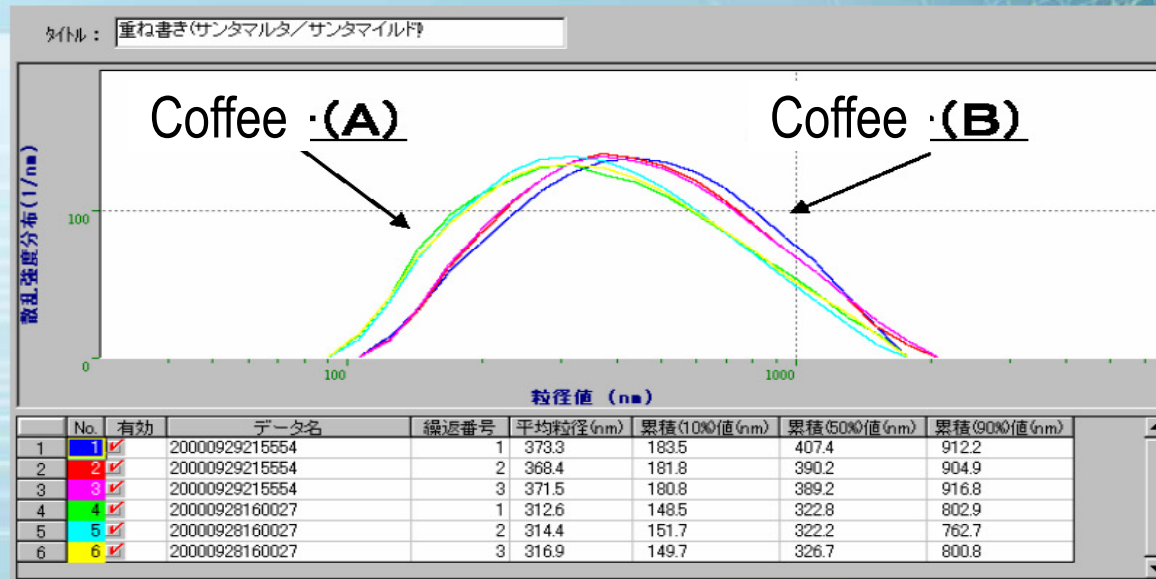 タイトル： 重ね書き(サンタマルタ／サンタマイルド)
Coffee (A) Coffee (B)
散乱強度分布(1/nm)
100
0
100 1000
粒径値 (nm)
No. 有効 データ名 繰返番号 平均粒径(nm) 累積(10%)値(nm) 累積(50%)値(nm) 累積(90%)値(nm)
1 1 20000929215554 1 373.3 183.5 407.4 912.2
2 2 20000929215554 2 368.4 181.8 390.2 904.9
3 3 20000929215554 3 371.5 180.8 389.2 916.8
4 4 20000928160027 1 312.6 148.5 322.8 802.9
5 5 20000928160027 2 314.4 151.7 322.2 762.7
6 6 20000928160027 3 316.9 149.7 326.7 800.8